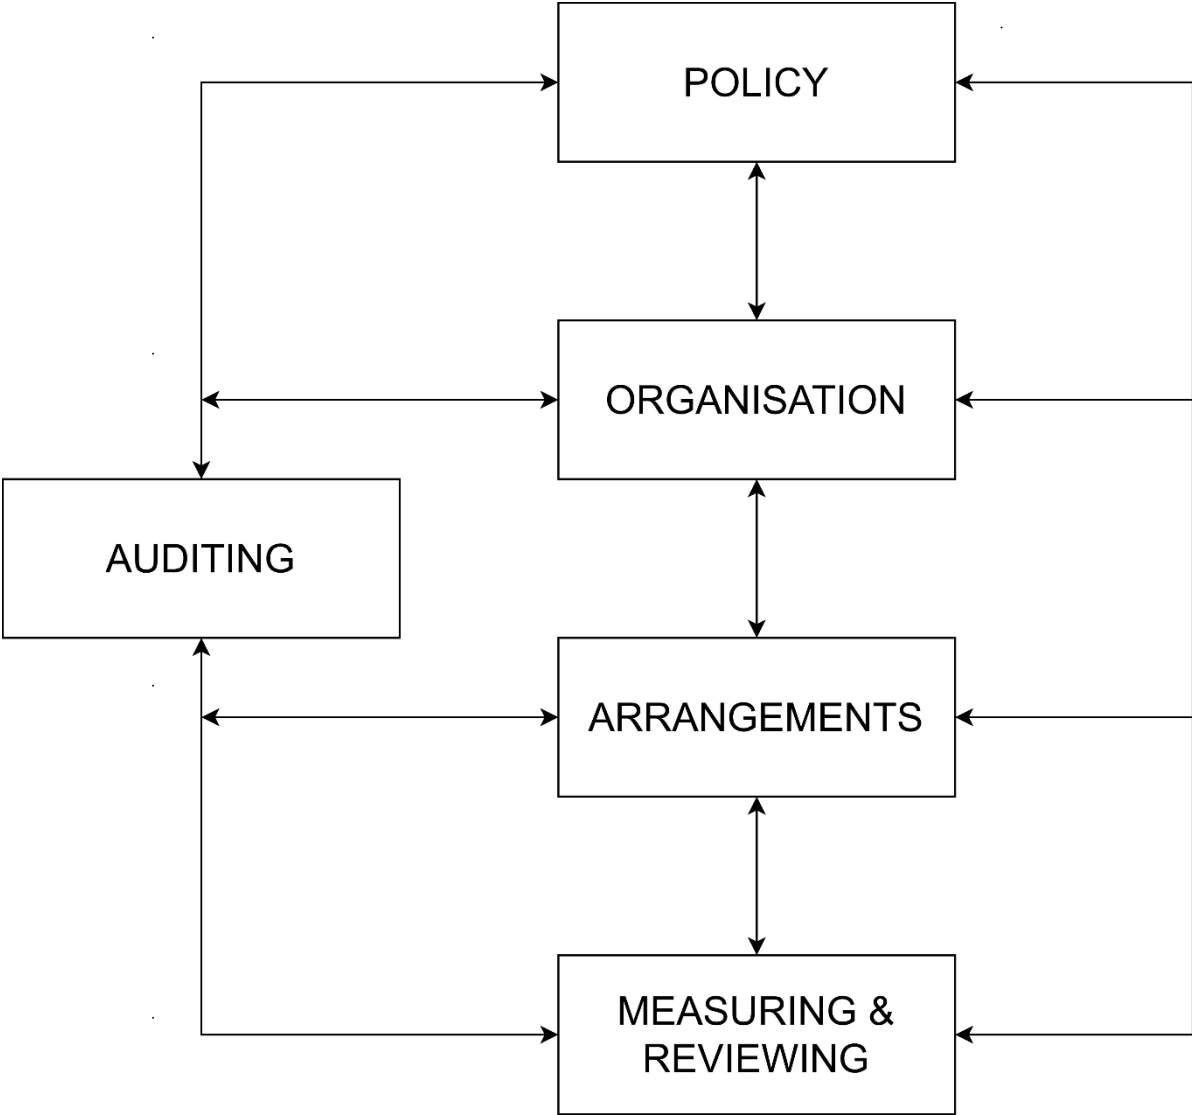 POLICY
ORGANISATION
AUDITING
ARRANGEMENTS
MEASURING &
REVIEWING